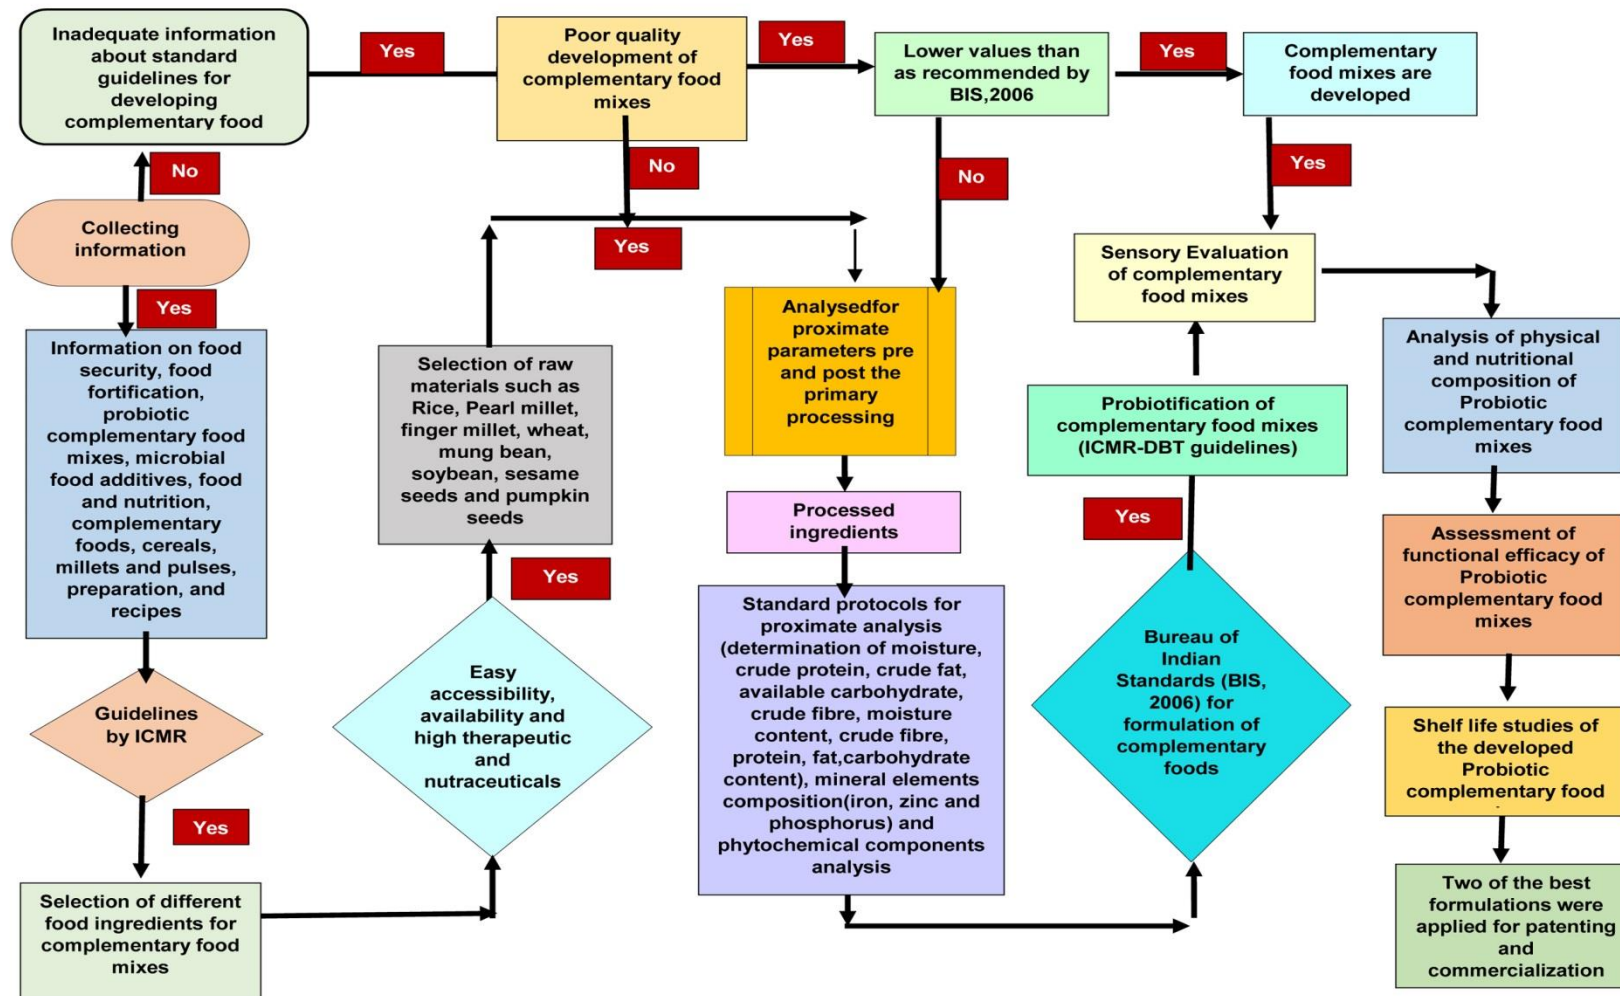 Inadequate information
about standard
guidelines for
developing
complementary food
Yes
Poor quality
development of
complementary food
mixes
Yes
Lower values than
as recommended by
BIS,2006
Yes
Complementary
food mixes are
developed
No
No
No
Yes
Collecting
information
Yes
Yes
Sensory Evaluation
of complementary
food mixes
Information on food
security, food
fortification,
probiotic
complementary food
mixes, microbial
food additives, food
and nutrition,
complementary
foods, cereals,
millets and pulses,
preparation, and
recipes
Guidelines
by ICMR
Yes
Selection of different
food ingredients for
complementary food
mixes
Easy
accessibility,
availability and
high therapeutic
and
nutraceuticals
Yes
Selection of raw
materials such as
Rice, Pearl millet,
finger millet, wheat,
mung bean,
soybean, sesame
seeds and pumpkin
seeds
Analysedfor
proximate
parameters pre
and post the
primary
processing
Processed
ingredients
Standard protocols for
proximate analysis
(determination of moisture,
crude protein, crude fat,
available carbohydrate,
crude fibre, moisture
content, crude fibre,
protein, fat,carbohydrate
content), mineral elements
composition(iron, zinc and
phosphorus) and
phytochemical components
analysis
Bureau of
Indian
Standards (BIS,
2006) for
formulation of
complementary
foods
Yes
Probiotification of
complementary food mixes
(ICMR-DBT guidelines)
Analysis of physical
and nutritional
composition of
Probiotic
complementary food
mixes
Assessment of
functional efficacy of
Probiotic
complementary food
mixes
Shelf life studies of
the developed
Probiotic
complementary food
Two of the best
formulations were
applied for patenting
and
commercialization